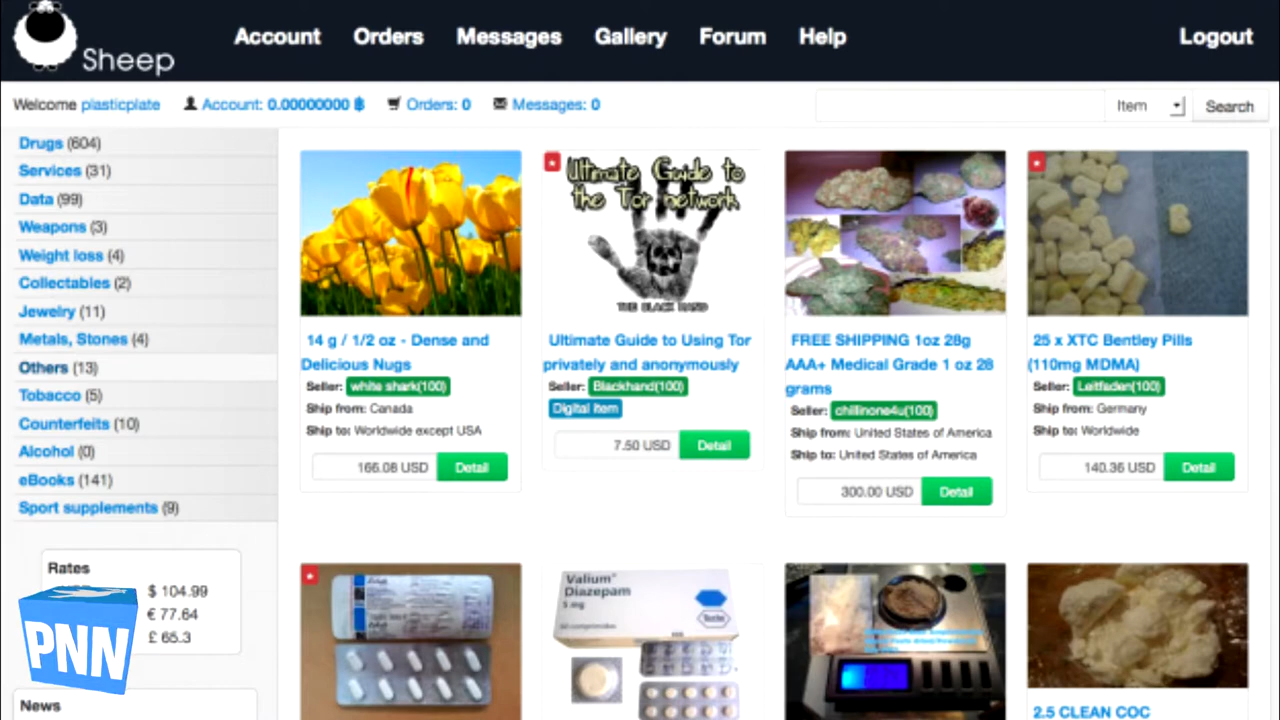 Sheep
Account Orders Messages Gallery Forum Help Logout
Welcome plasticplate Account: 0.00000000 ฿ Orders: 0 Messages: 0 Item Search
Drugs (604)
Services (31)
Data (99)
Weapons (3)
Weight loss (4)
Collectables (2)
Jewelry (11)
Metals, Stones (4)
Others (13)
Tobacco (5)
Counterfeits (10)
Alcohol (0)
eBooks (141)
Sport supplements (9)
Rates
$ 104.99
€ 77.64
£ 65.3
PNN
News
14 g / 1/2 oz - Dense and
Delicious Nugs
Seller: white shark(100)
Ship from: Canada
Ship to: Worldwide except USA
166.08 USD Detail
Ultimate Guide to
the Tor network
THE BLACK HAND
Ultimate Guide to Using Tor
privately and anonymously
Seller: Blackhand(100)
Digital Item
7.50 USD Detail
FREE SHIPPING 1oz 28g
AAA+ Medical Grade 1 oz 28
grams
Seller: chillinone4u(100)
Ship from: United States of America
Ship to: United States of America
300.00 USD Detail
25 x XTC Bentley Pills
(110mg MDMA)
Seller: Leitfaden(100)
Ship from: Germany
Ship to: Worldwide
140.36 USD Detail
Valium
Diazepam
5 mg
Roche
2.5 CLEAN COC